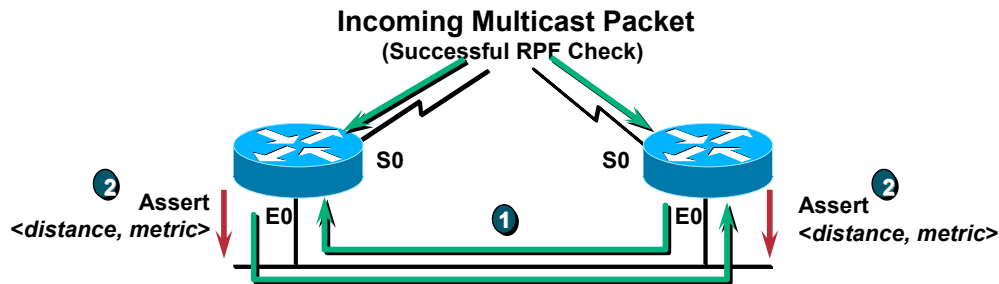 Incoming Multicast Packet
(Successful RPF Check)
S0
S0
2
Assert
<distance, metric>
E0
1
E0
2
Assert
<distance, metric>